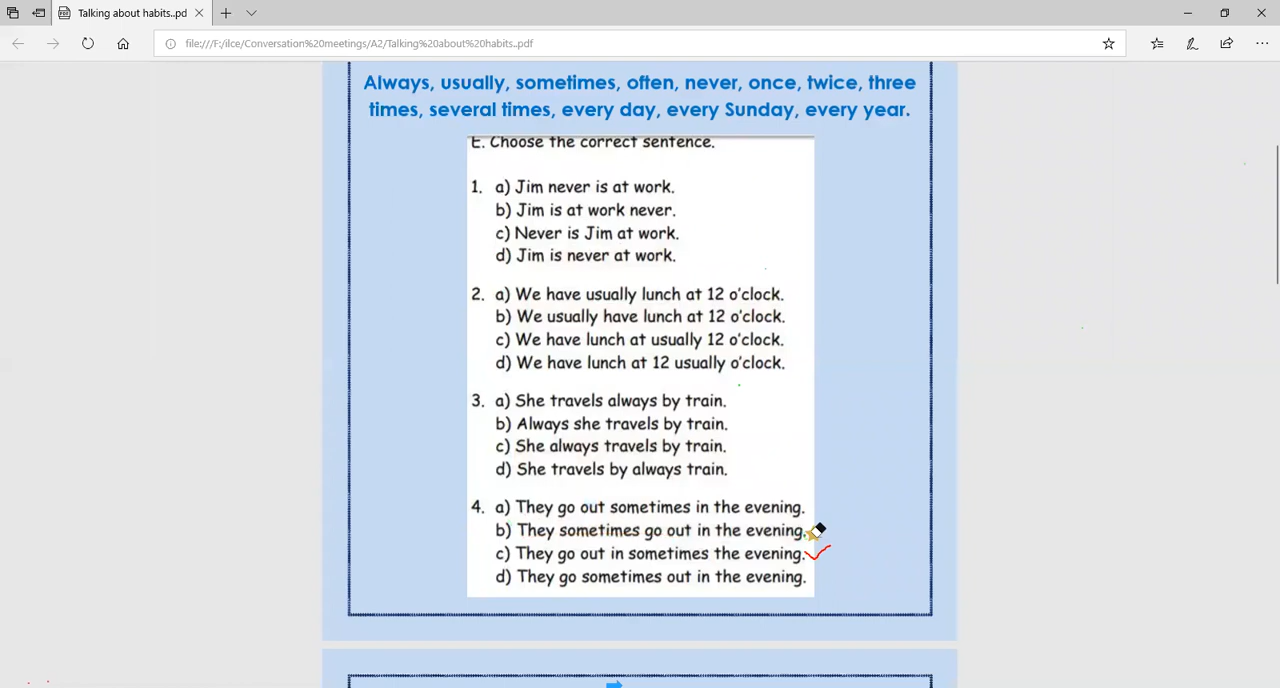 Talking about habits..pd
file:///F:/ilce/Conversation%20meetings/A2/Talking%20about%20habits..pdf
Always, usually, sometimes, often, never, once, twice, three
times, several times, every day, every Sunday, every year.
E. Choose the correct sentence.
1. a) Jim never is at work.
b) Jim is at work never.
c) Never is Jim at work.
d) Jim is never at work.
2. a) We have usually lunch at 12 o'clock.
b) We usually have lunch at 12 o'clock.
c) We have lunch at usually 12 o'clock.
d) We have lunch at 12 usually o'clock.
3. a) She travels always by train.
b) Always she travels by train.
c) She always travels by train.
d) She travels by always train.
4. a) They go out sometimes in the evening.
b) They sometimes go out in the evening.
c) They go out in sometimes the evening.
d) They go sometimes out in the evening.